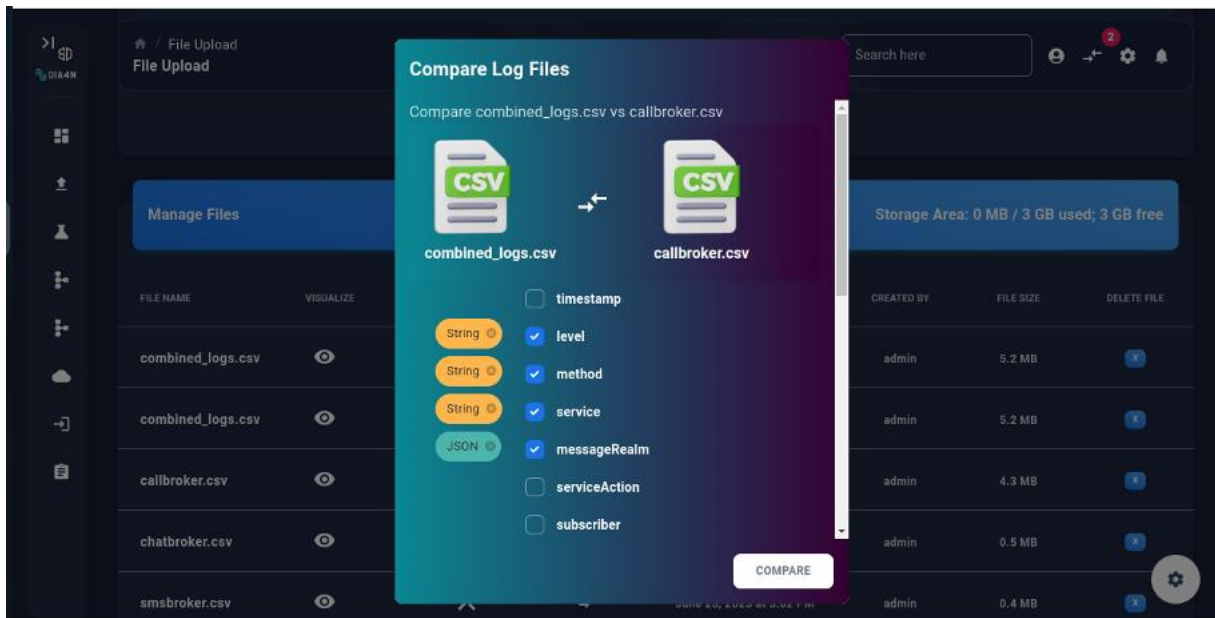 >I
DIA4M
/ File Upload
File Upload
Search here
2
Compare Log Files
Compare combined_logs.csv vs callbroker.csv
CSV
CSV
combined_logs.csv
callbroker.csv
Manage Files
Storage Area: 0 MB / 3 GB used; 3 GB free
FILE NAME VISUALIZE CREATED BY FILE SIZE DELETE FILE
timestamp
String level
String method
String service
JSON messageRealm
serviceAction
subscriber
combined_logs.csv admin 5.2 MB X
combined_logs.csv admin 5.2 MB X
callbroker.csv admin 4.3 MB X
chatbroker.csv admin 0.5 MB X
COMPARE
smsbroker.csv admin 0.4 MB X